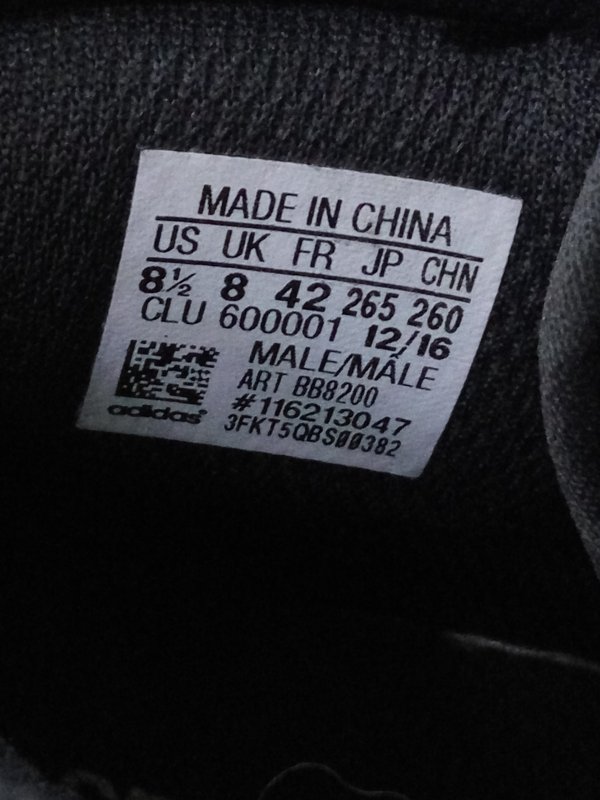 MADE IN CHINA
US UK FR JP CHN
8½ 8 42 265 260
CLU 600001 12/16
MALE/MÂLE
ART BB8200
#116213047
adidas®
3FKT5QBS00382